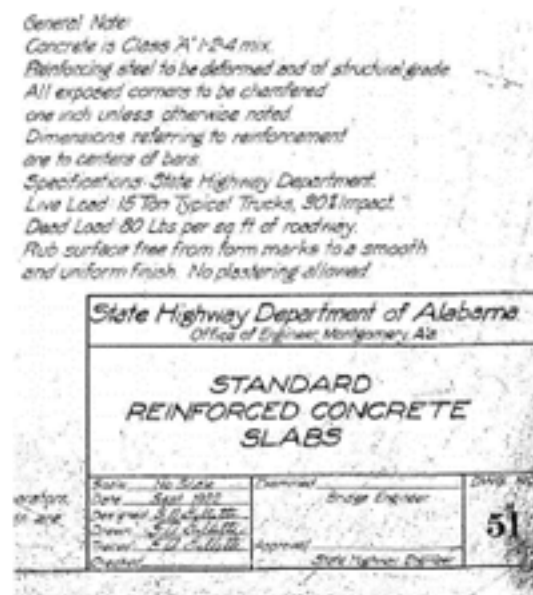 General Note:
Concrete is Class "A" 1-2-4 mix.
Reinforcing steel to be deformed and of structural grade
All exposed corners to be chamfered
one inch unless otherwise noted.
Dimensions referring to reinforcement
are to centers of bars.
Specifications-State Highway Department.
Live Load-15 Ton Typical Trucks, 30% Impact.
Dead Load-80 Lbs per sq ft of roadway.
Rub surface free from form marks to a smooth
and uniform finish. No plastering allowed
State Highway Department of Alabama
Office of Engineer, Montgomery, Ala
STANDARD
REINFORCED CONCRETE
SLABS
Scale No Scale
Date Sept.
Designed
Drawn
Traced
Checked
Examined
Bridge Engineer
Approved
State Highway Engineer
DWG. NO.
51